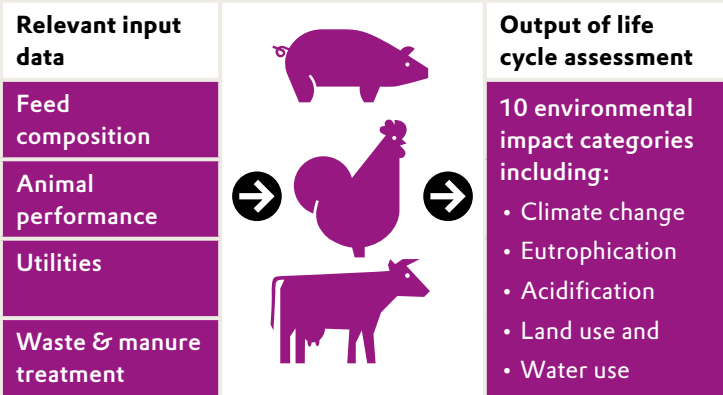 Relevant input
data
Feed
composition
Animal
performance
Utilities
Waste & manure
treatment
Output of life
cycle assessment
10 environmental
impact categories
including:
• Climate change
• Eutrophication
• Acidification
• Land use and
• Water use